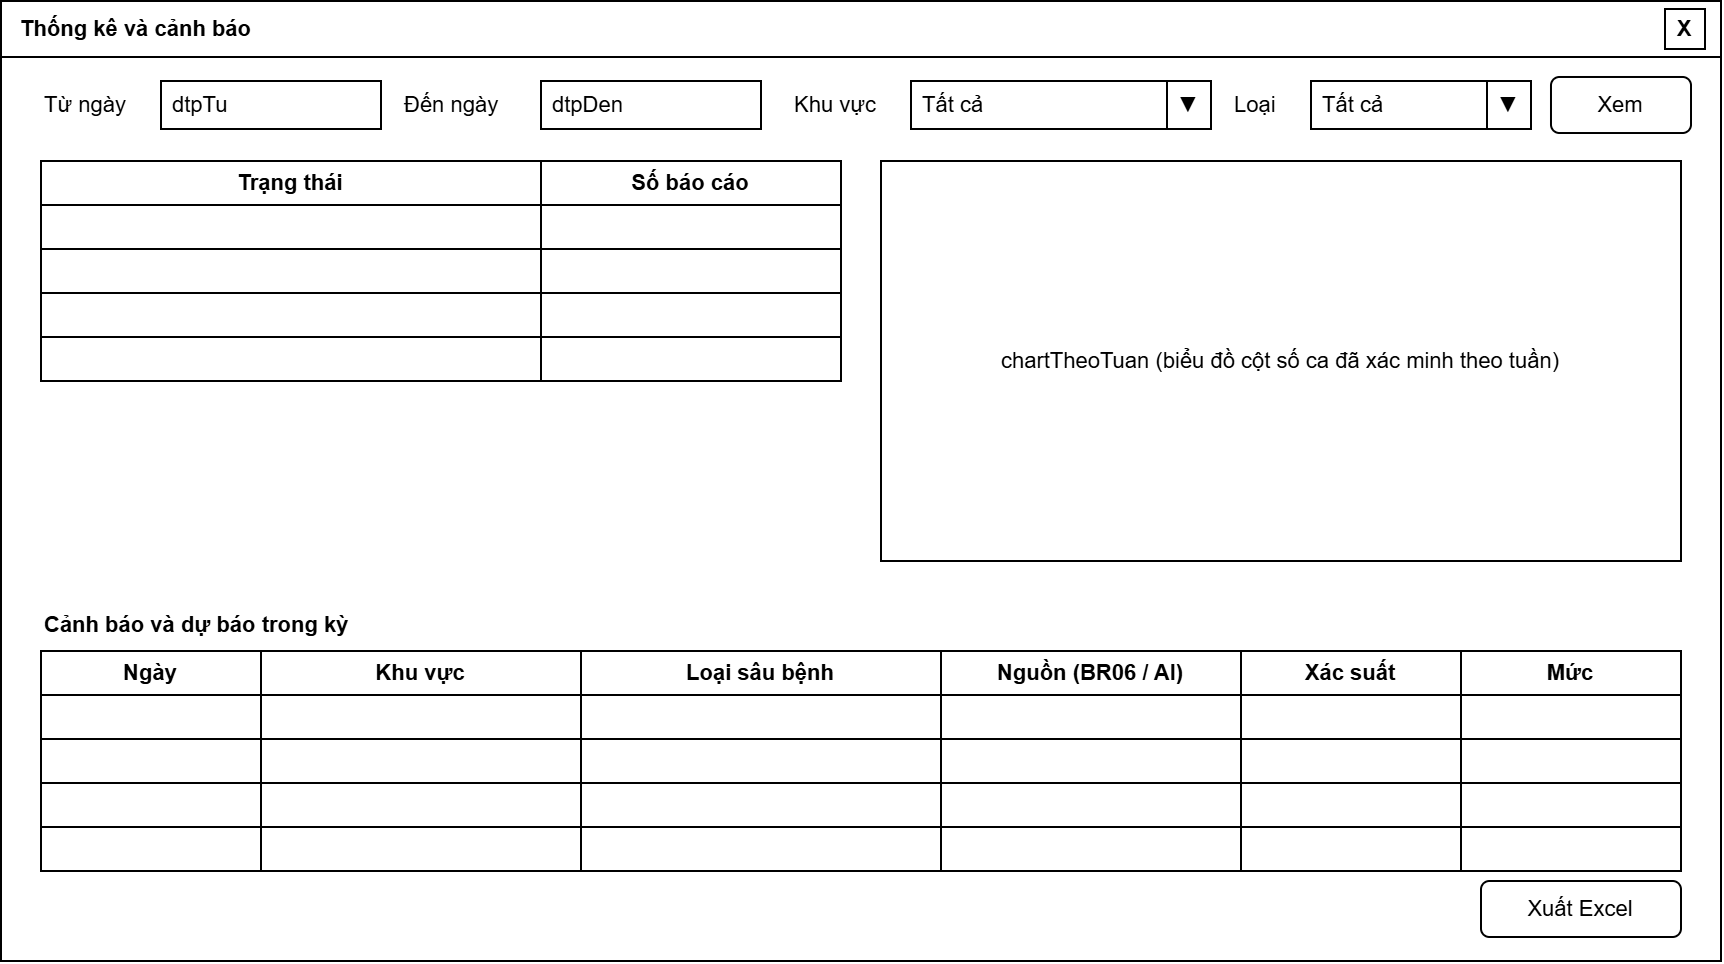 Thống kê và cảnh báo X
Từ ngày dtpTu Đến ngày dtpDen Khu vực Tất cả ▼ Loại Tất cả ▼ Xem
Trạng thái Số báo cáo
chartTheoTuan (biểu đồ cột số ca đã xác minh theo tuần)
Cảnh báo và dự báo trong kỳ
Ngày Khu vực Loại sâu bệnh Nguồn (BR06 / AI) Xác suất Mức
Xuất Excel